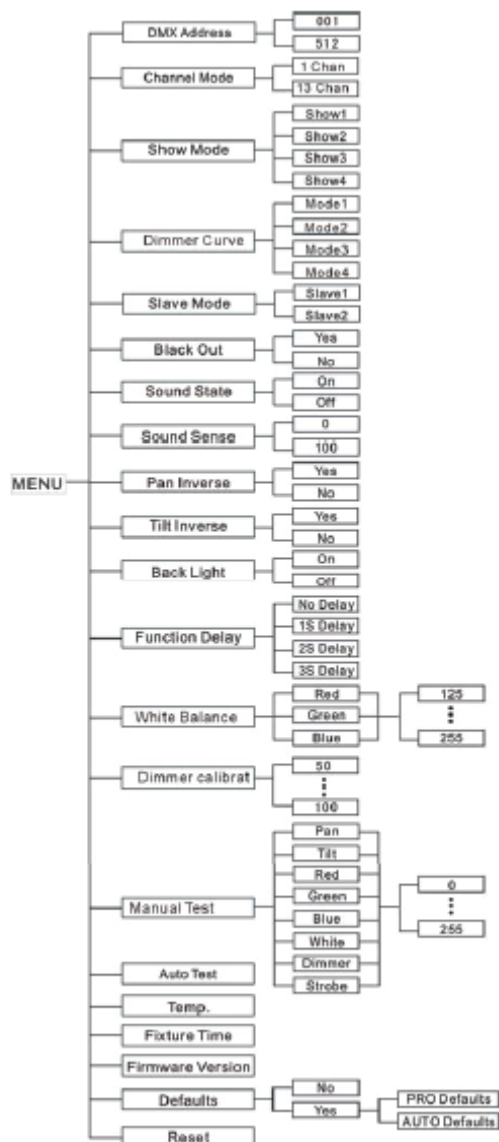 MENU
DMX Address
001
512
Channel Mode
1 Chan
13 Chan
Show Mode
Show1
Show2
Show3
Show4
Dimmer Curve
Mode1
Mode2
Mode3
Mode4
Slave Mode
Slave1
Slave2
Black Out
Yes
No
Sound State
On
Off
Sound Sense
0
100
Pan Inverse
Yes
No
Tilt Inverse
Yes
No
Back Light
On
Off
Function Delay
No Delay
1S Delay
2S Delay
3S Delay
White Balance
Red
Green
Blue
125
255
Dimmer calibrat
50
100
Manual Test
Pan
Tilt
Red
Green
Blue
White
Dimmer
Strobe
0
255
Auto Test
Temp.
Fixture Time
Firmware Version
Defaults
No
Yes
PRO Defaults
AUTO Defaults
Reset